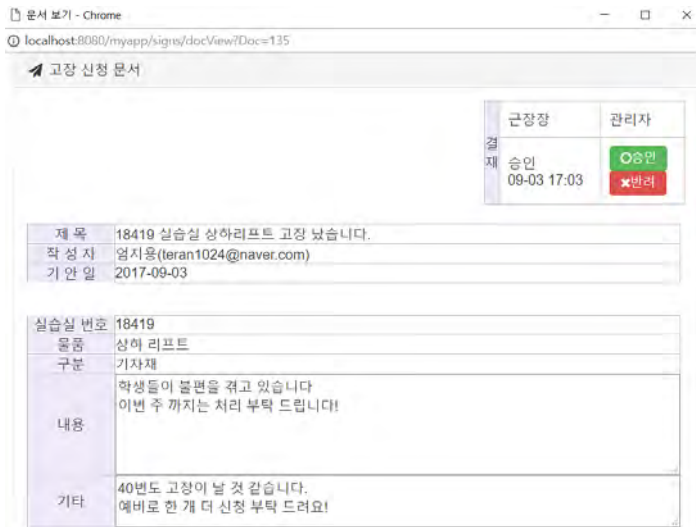 문서 보기 - Chrome
localhost:8080/myapp/signs/docView?Doc=135
고장 신청 문서
결재
근장장 관리자
승인
09-03 17:03
승인
반려
제 목 18419 실습실 상하리프트 고장 났습니다.
작 성 자 엄지용(teran1024@naver.com)
기 안 일 2017-09-03
실습실 번호 18419
물품 상하 리프트
구분 기자재
내용
학생들이 불편을 겪고 있습니다
이번 주 까지는 처리 부탁 드립니다!
기타
40번도 고장이 날 것 같습니다.
예비로 한 개 더 신청 부탁 드려요!